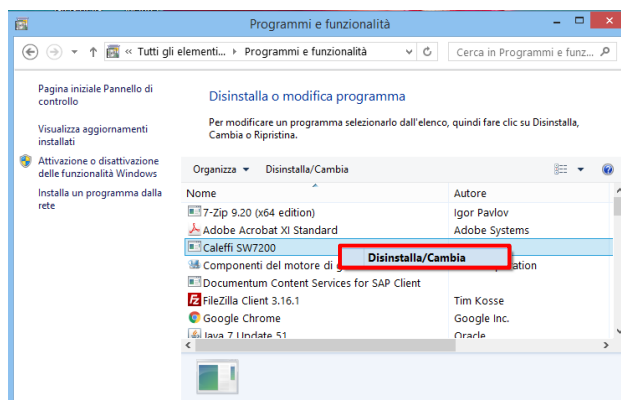 Programmi e funzionalità
« Tutti gli elementi... Programmi e funzionalità
Cerca in Programmi e funz...
Pagina iniziale Pannello di
controllo
Visualizza aggiornamenti
installati
Attivazione o disattivazione
delle funzionalità Windows
Installa un programma dalla
rete
Disinstalla o modifica programma
Per modificare un programma selezionarlo dall'elenco, quindi fare clic su Disinstalla,
Cambia o Ripristina.
Organizza Disinstalla/Cambia
Nome Autore
7-Zip 9.20 (x64 edition) Igor Pavlov
Adobe Acrobat XI Standard Adobe Systems
Caleffi SW7200
Disinstalla/Cambia
Componenti del motore di
Documentum Content Services for SAP Client
FileZilla Client 3.16.1 Tim Kosse
Google Chrome Google Inc.
Java 7 Update 51 Oracle